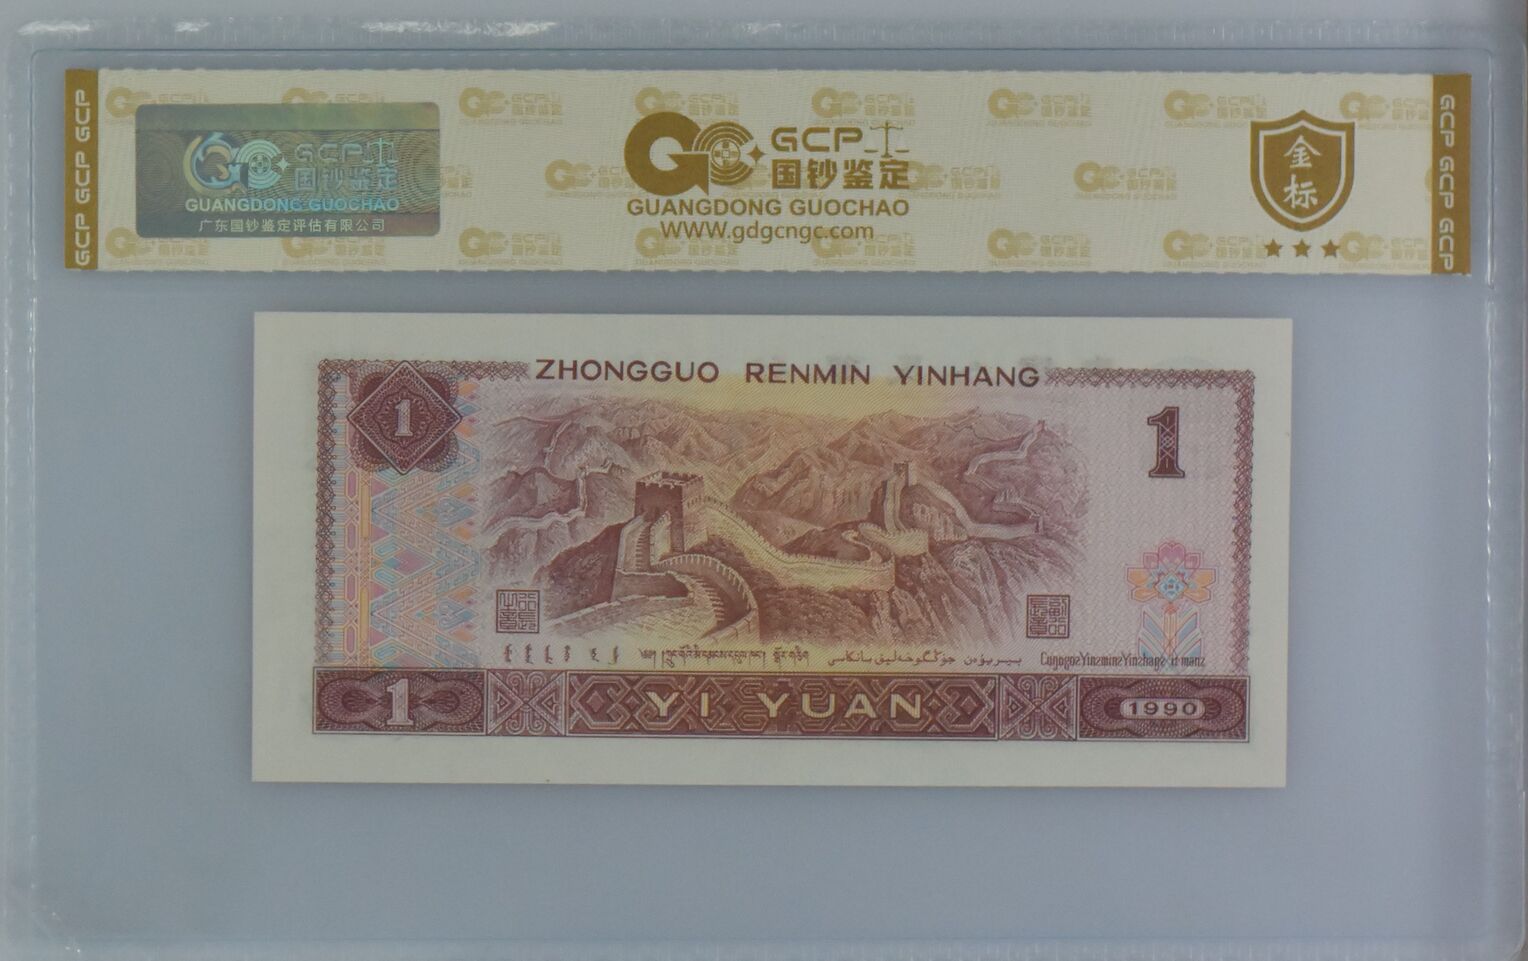 GCP GCP GCP
GCP
国钞鉴定
GUANGDONG GUOCHAO
广东国钞鉴定评估有限公司
GCP
国钞鉴定
GUANGDONG GUOCHAO
WWW.gdgcngc.com
金标
GCP GCP GCP
ZHONGGUO RENMIN YINHANG
1
1
1
YI YUAN
1990